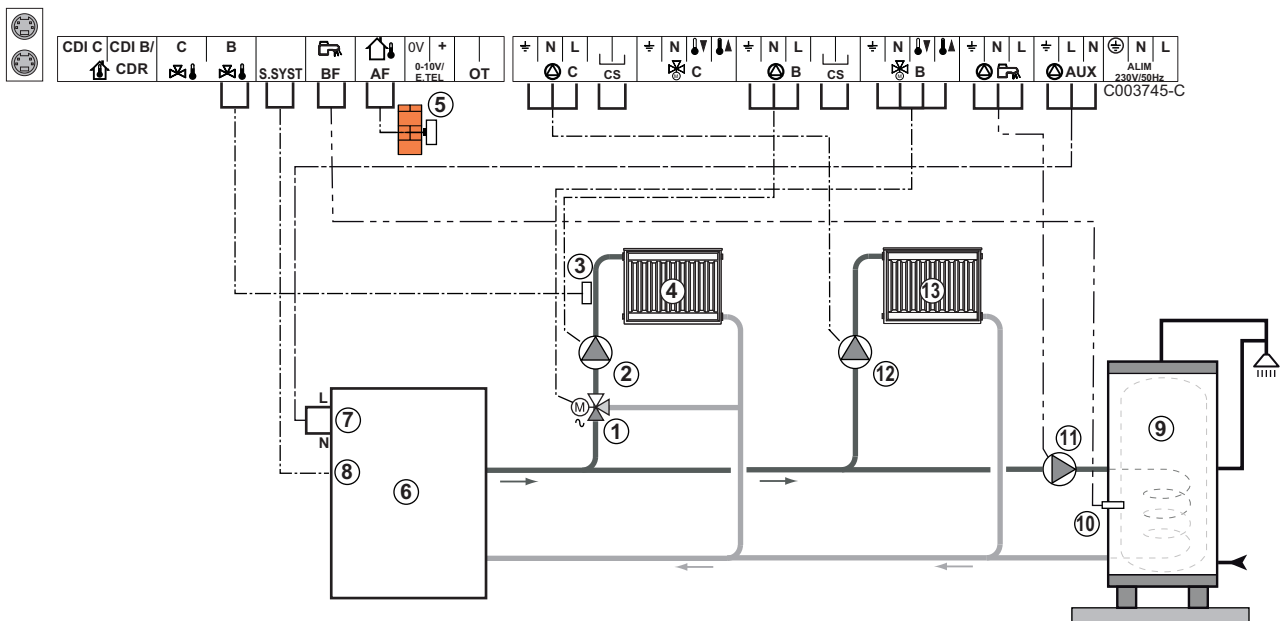 CDI C CDI B/ CDR C B S.SYST BF AF 0V + 0-10V/ E.TEL OT
N L C CS N C N L B CS N B N L L N AUX N L ALIM 230V/50Hz
C003745-C
5
3
4
13
2
12
L
M
7
1
N
11
9
8
6
10